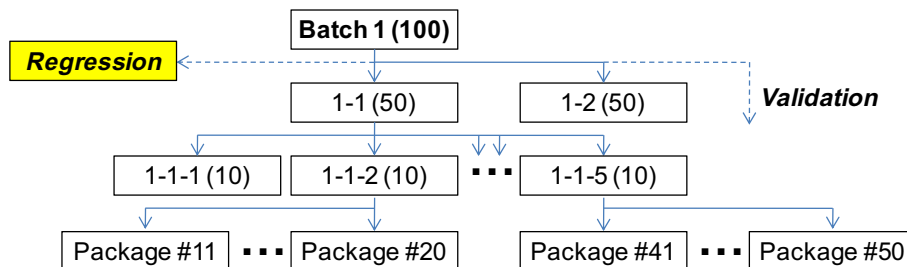 Batch 1 (100)
Regression
1-1 (50)
1-2 (50)
Validation
1-1-1 (10)
1-1-2 (10)
...
1-1-5 (10)
Package #11
...
Package #20
Package #41
...
Package #50